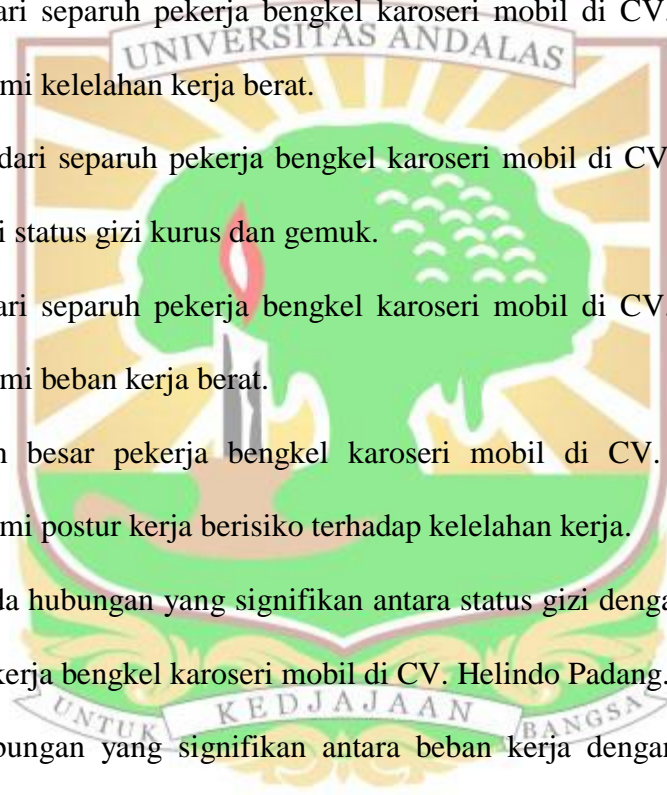 ari separuh pekerja bengkel karoseri mobil di CV.
UNIVERSITAS ANDALAS
mi kelelahan kerja berat.
dari separuh pekerja bengkel karoseri mobil di CV
i status gizi kurus dan gemuk.
ari separuh pekerja bengkel karoseri mobil di CV.
mi beban kerja berat.
n besar pekerja bengkel karoseri mobil di CV.
mi postur kerja berisiko terhadap kelelahan kerja.
da hubungan yang signifikan antara status gizi denga
kerja bengkel karoseri mobil di CV. Helindo Padang.
UNTUK KEDJAJAAN BANGSA
bungan yang signifikan antara beban kerja dengan